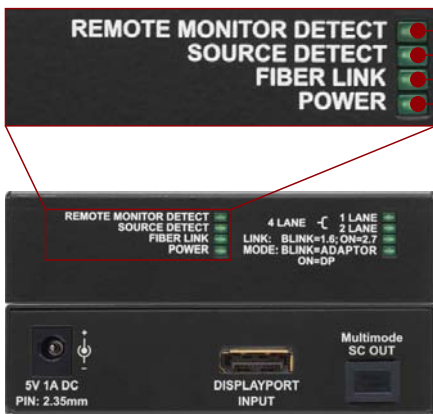 REMOTE MONITOR DETECT
SOURCE DETECT
FIBER LINK
POWER
REMOTE MONITOR DETECT
SOURCE DETECT
FIBER LINK
POWER
4 LANE
1 LANE
2 LANE
LINK: BLINK=1.6; ON=2.7
MODE: BLINK=ADAPTOR
ON=DP
+
-
5V 1A DC
PIN: 2.35mm
DISPLAYPORT
INPUT
Multimode
SC OUT